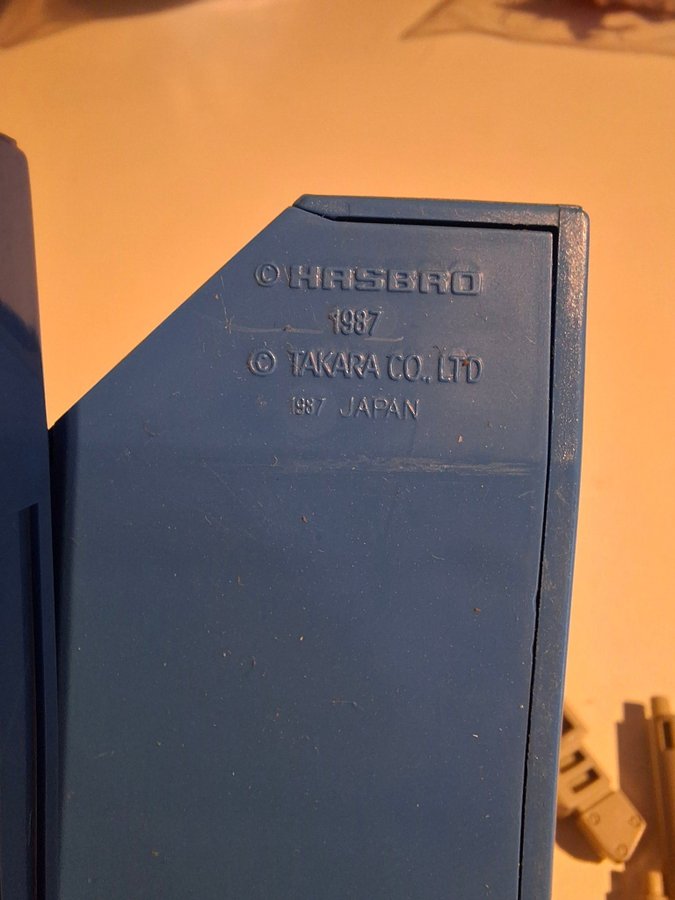 © HASBRO
1987
© TAKARA CO., LTD
1987 JAPAN